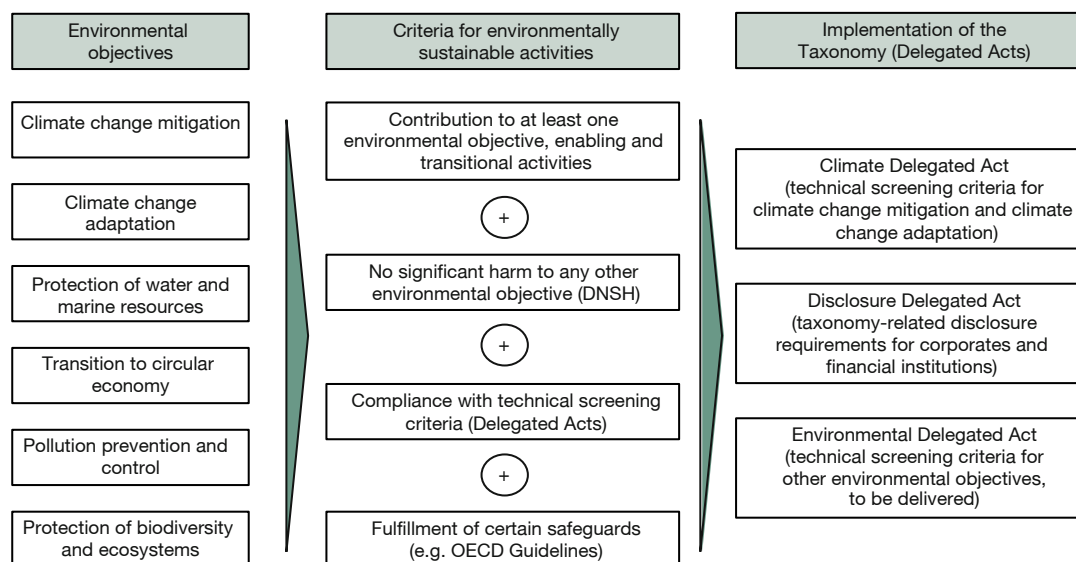 Environmental
objectives
Climate change mitigation
Climate change
adaptation
Protection of water and
marine resources
Transition to circular
economy
Pollution prevention and
control
Protection of biodiversity
and ecosystems
Criteria for environmentally
sustainable activities
Contribution to at least one
environmental objective, enabling and
transitional activities
+
No significant harm to any other
environmental objective (DNSH)
+
Compliance with technical screening
criteria (Delegated Acts)
+
Fulfillment of certain safeguards
(e.g. OECD Guidelines)
Implementation of the
Taxonomy (Delegated Acts)
Climate Delegated Act
(technical screening criteria for
climate change mitigation and climate
change adaptation)
Disclosure Delegated Act
(taxonomy-related disclosure
requirements for corporates and
financial institutions)
Environmental Delegated Act
(technical screening criteria for
other environmental objectives,
to be delivered)